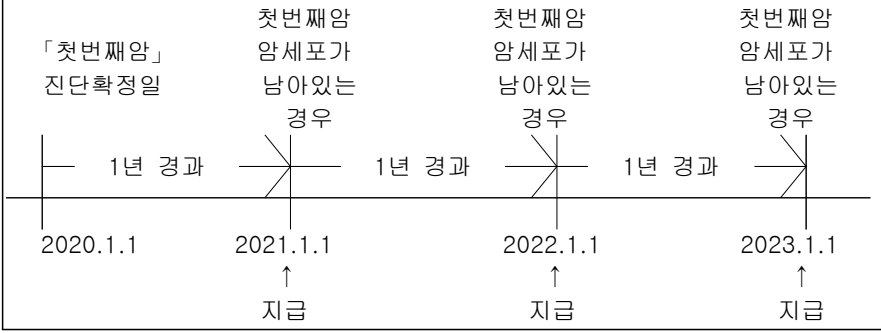 첫번째암 첫번째암 첫번째암
「첫번째암」 암세포가 암세포가 암세포가
진단확정일 남아있는 남아있는 남아있는
경우 경우 경우
1년 경과 1년 경과 1년 경과
2020.1.1 2021.1.1 2022.1.1 2023.1.1
↑ ↑ ↑
지급 지급 지급